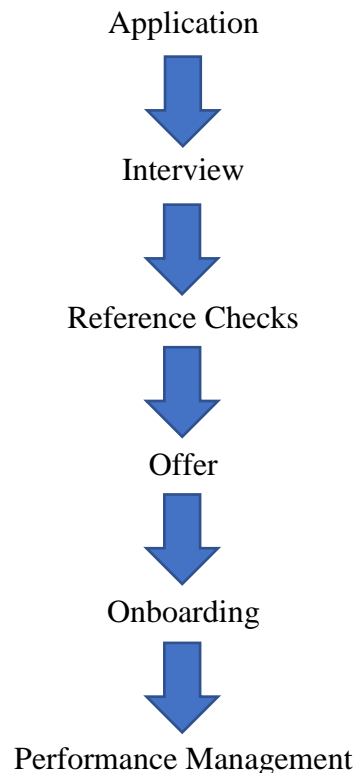 Application
Interview
Reference Checks
Offer
Onboarding
Performance Management